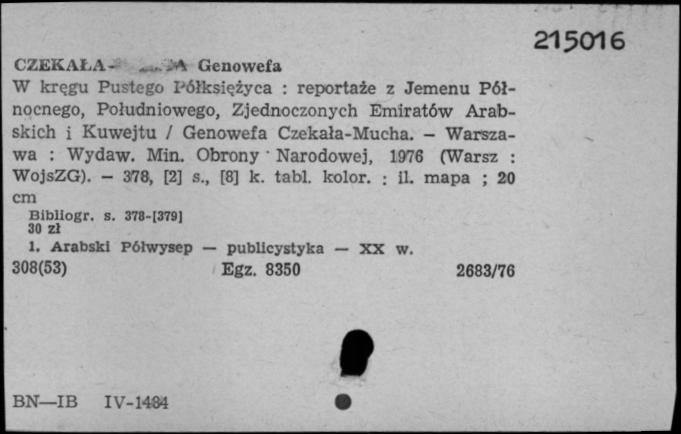 215016
CZEKAŁA- Genowefa
W kręgu Pustego Półksiężyca : reportaże z Jemenu Pół-
nocnego, Południowego, Zjednoczonych Emiratów Arab-
skich i Kuwejtu / Genowefa Czekała-Mucha. — Warsza-
wa : Wydaw. Min. Obrony Narodowej, 1976 (Warsz :
WojsZG). — 378, [2] s., [8] k. tabl. kolor. : il. mapa ; 20
cm
Bibliogr. s. 378-[379]
30 zł
1. Arabski Półwysep — publicystyka — XX w.
308(53) Egz. 8350 2683/76
BN—IB IV-1484